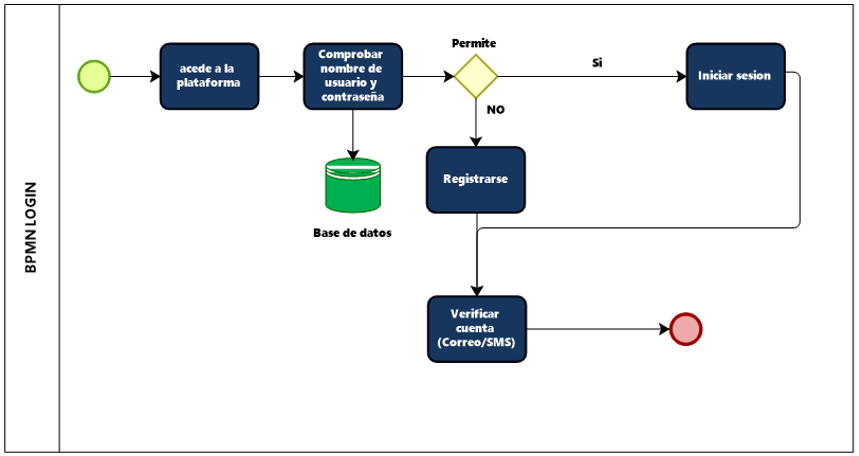 BPMN LOGIN
acede a la
plataforma
Comprobar
nombre de
usuario y
contraseña
Permite
Si
Iniciar sesion
NO
Registrarse
Base de datos
Verificar
cuenta
(Correo/SMS)